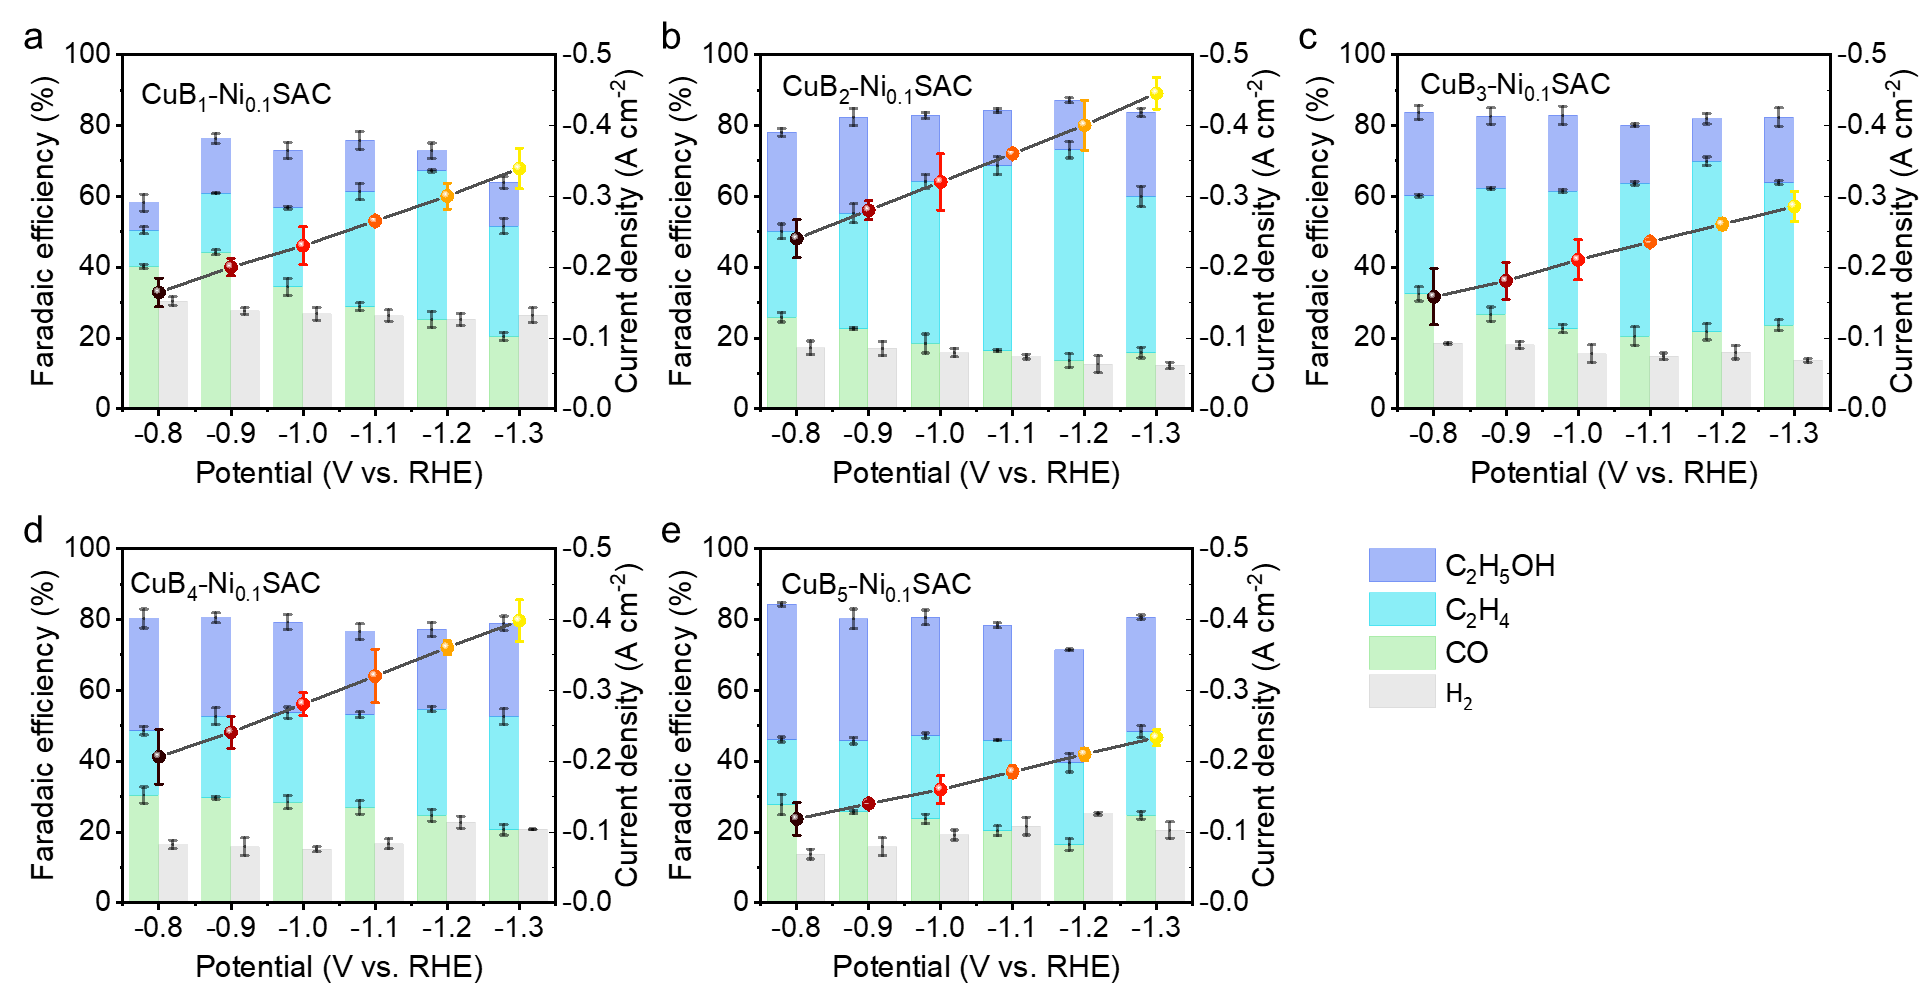 a
CuB1-Ni0.1SAC
Faradaic efficiency (%)
100
80
60
40
20
0
-0.5
-0.4
-0.3
-0.2
-0.1
-0.0
Current density (A cm-2)
-0.8 -0.9 -1.0 -1.1 -1.2 -1.3
Potential (V vs. RHE)
b
CuB2-Ni0.1SAC
Faradaic efficiency (%)
100
80
60
40
20
0
-0.5
-0.4
-0.3
-0.2
-0.1
-0.0
Current density (A cm-2)
-0.8 -0.9 -1.0 -1.1 -1.2 -1.3
Potential (V vs. RHE)
c
CuB3-Ni0.1SAC
Faradaic efficiency (%)
100
80
60
40
20
0
-0.5
-0.4
-0.3
-0.2
-0.1
-0.0
Current density (A cm-2)
-0.8 -0.9 -1.0 -1.1 -1.2 -1.3
Potential (V vs. RHE)
d
CuB4-Ni0.1SAC
Faradaic efficiency (%)
100
80
60
40
20
0
-0.5
-0.4
-0.3
-0.2
-0.1
-0.0
Current density (A cm-2)
-0.8 -0.9 -1.0 -1.1 -1.2 -1.3
Potential (V vs. RHE)
e
CuB5-Ni0.1SAC
Faradaic efficiency (%)
100
80
60
40
20
0
-0.5
-0.4
-0.3
-0.2
-0.1
-0.0
Current density (A cm-2)
-0.8 -0.9 -1.0 -1.1 -1.2 -1.3
Potential (V vs. RHE)
C2H5OH
C2H4
CO
H2